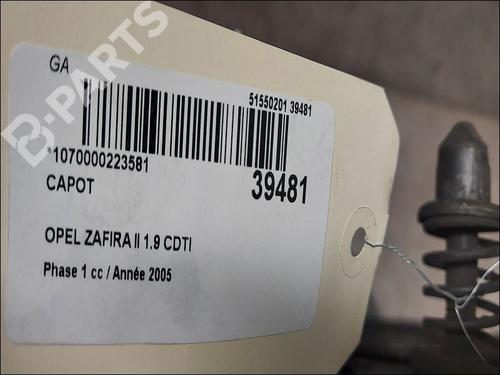 B-PARTS
GA
51550201 39481
*1070000223581
39481
CAPOT
OPEL ZAFIRA II 1.9 CDTI
Phase 1 cc / Année 2005